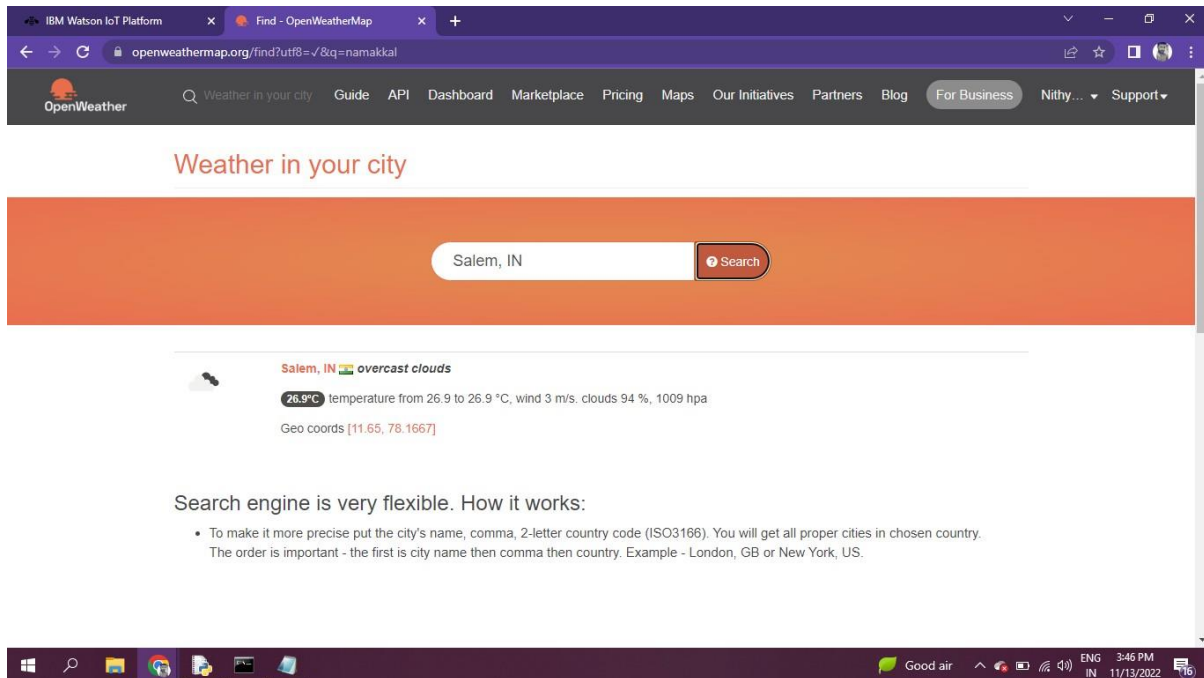 IBM Watson IoT Platform
Find - OpenWeatherMap
openweathermap.org/find?utf8=✓&q=namakkal
OpenWeather
Weather in your city Guide API Dashboard Marketplace Pricing Maps Our Initiatives Partners Blog For Business Nithy... Support
Weather in your city
Salem, IN Search
Salem, IN overcast clouds
26.9°C temperature from 26.9 to 26.9 °C, wind 3 m/s. clouds 94 %, 1009 hpa
Geo coords [11.65, 78.1667]
Search engine is very flexible. How it works:
• To make it more precise put the city's name, comma, 2-letter country code (ISO3166). You will get all proper cities in chosen country.
The order is important - the first is city name then comma then country. Example - London, GB or New York, US.
Good air ENG 3:46 PM
IN 11/13/2022 16